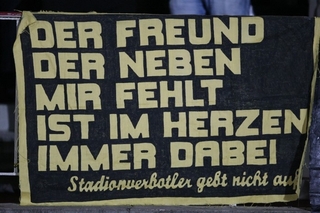 DER FREUND
DER NEBEN
MIR FEHLT
IST IM HERZEN
IMMER DABEI
Stadionverbotler gebt nicht auf